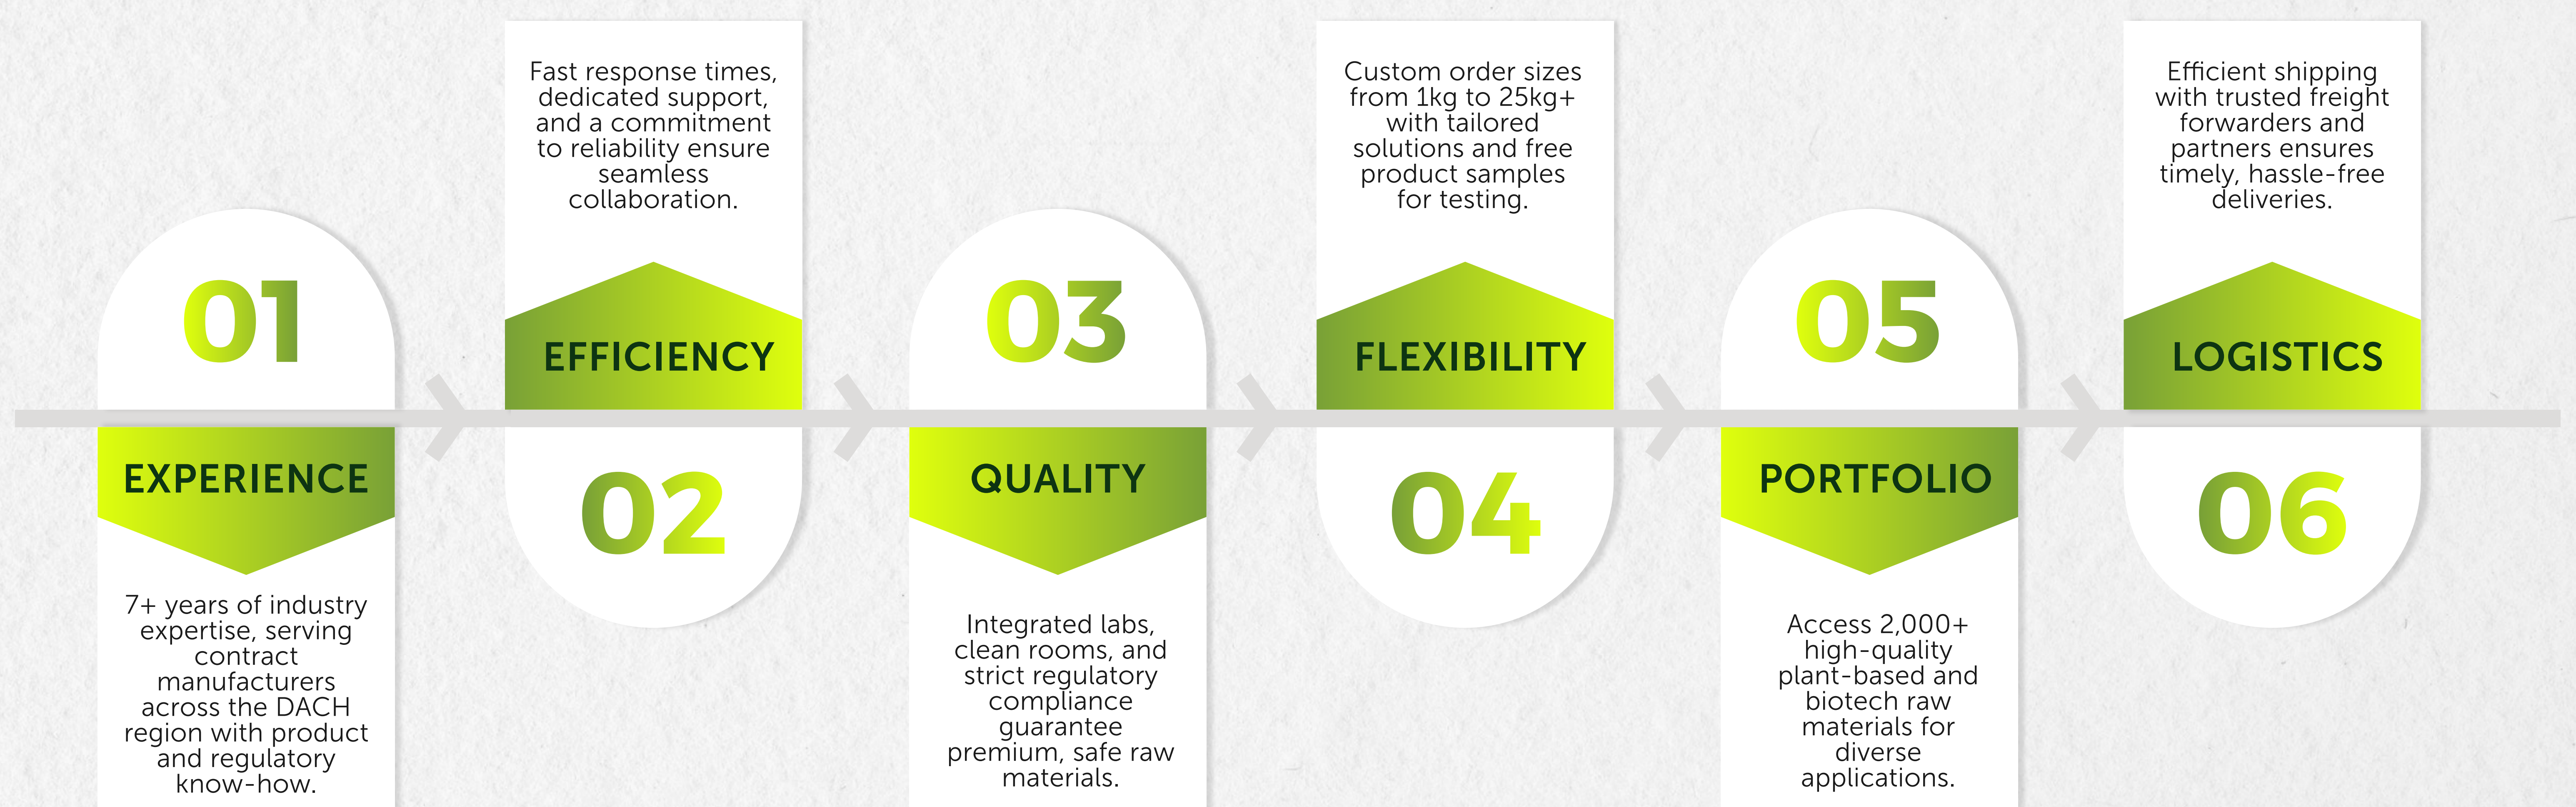 01
EXPERIENCE
7+ years of industry
expertise, serving
contract
manufacturers
across the DACH
region with product
and regulatory
know-how.
Fast response times,
dedicated support,
and a commitment
to reliability ensure
seamless
collaboration.
EFFICIENCY
02
03
QUALITY
Integrated labs,
clean rooms, and
strict regulatory
compliance
guarantee
premium, safe raw
materials.
Custom order sizes
from 1kg to 25kg+
with tailored
solutions and free
product samples
for testing.
FLEXIBILITY
04
05
PORTFOLIO
Access 2,000+
high-quality
plant-based and
biotech raw
materials for
diverse
applications.
Efficient shipping
with trusted freight
forwarders and
partners ensures
timely, hassle-free
deliveries.
LOGISTICS
06